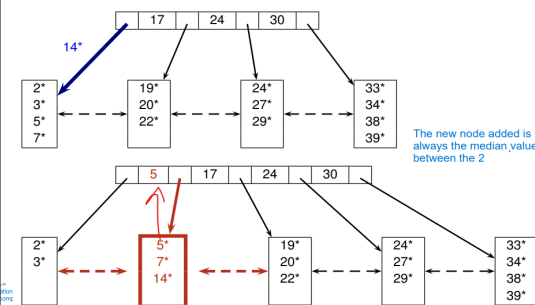 17 24 30
14*
2* 19* 24* 33*
3* 20* 27* 34*
5* 22* 29* 38*
7* 39*
The new node added is
always the median value
between the 2
5 17 24 30
2* 5* 19* 24* 33*
3* 7* 20* 27* 34*
14* 22* 29* 38*
39*